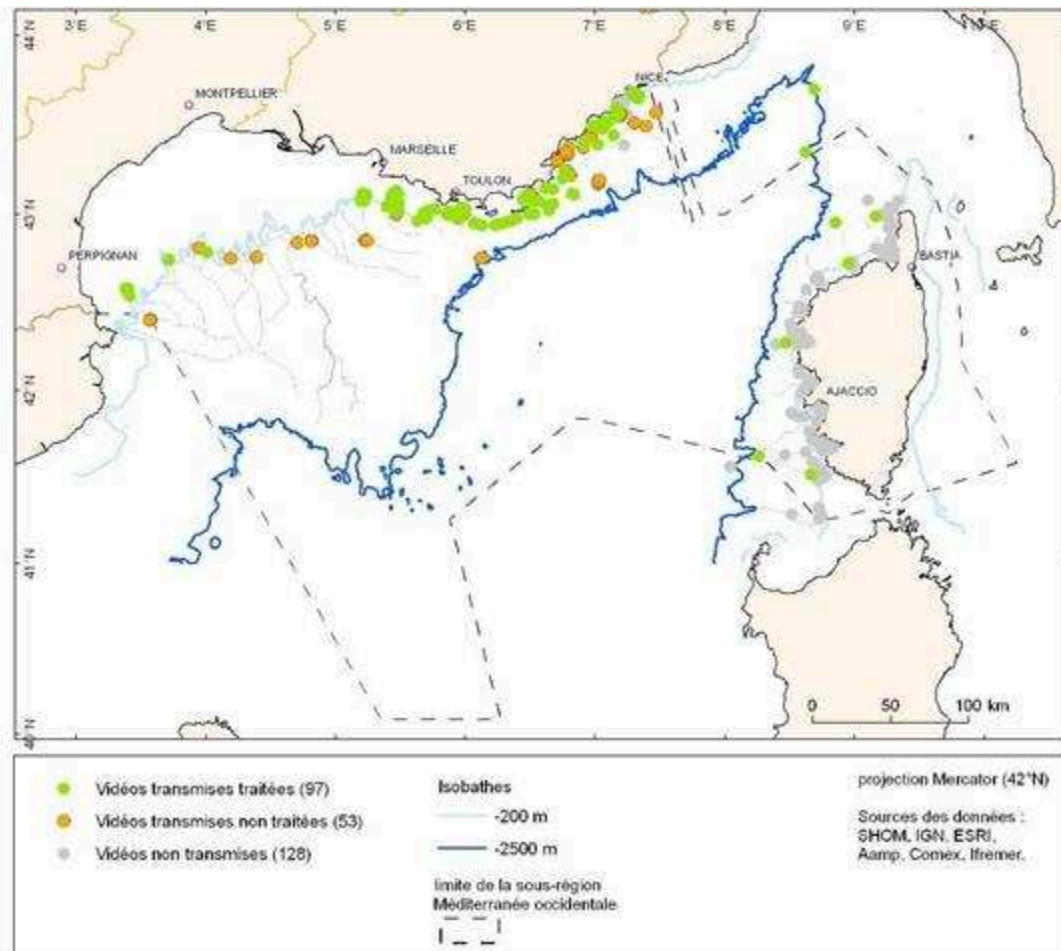 3°E 4°E 5°E 6°E 7°E 8°E 9°E 10°E
44°N
NICE
MONTPELLIER
MARSEILLE
TOULON
43°N
PERPIGNAN
BASTIA
42°N
AJACCIO
41°N
0 50 100 km
40°N
Vidéos transmises traitées (97)
Vidéos transmises non traitées (53)
Vidéos non transmises (128)
Isobathes
-200 m
-2500 m
limite de la sous-région
Méditerranée occidentale
projection Mercator (42°N)
Sources des données :
SHOM, IGN, ESRI,
Aamp, Comex, Ifremer.